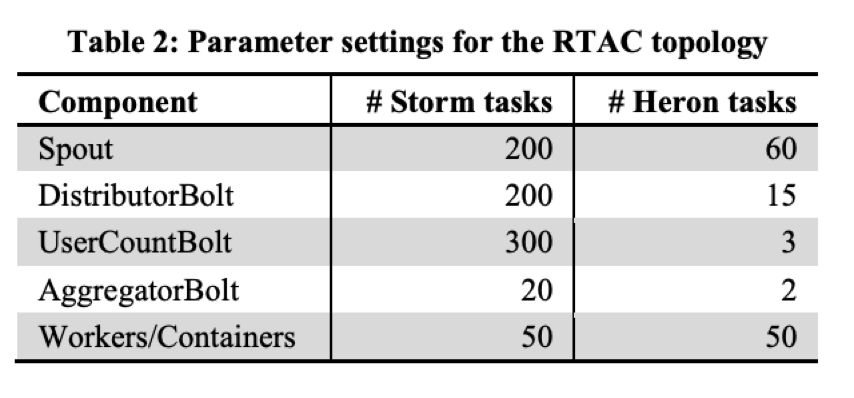 Table 2: Parameter settings for the RTAC topology
Component # Storm tasks # Heron tasks
Spout 200 60
DistributorBolt 200 15
UserCountBolt 300 3
AggregatorBolt 20 2
Workers/Containers 50 50